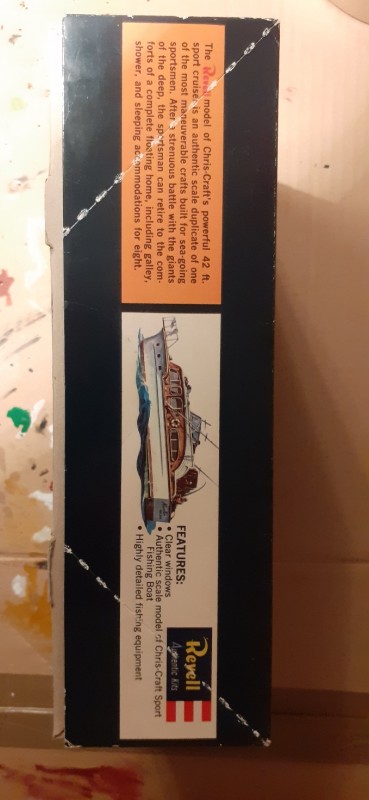 The Revell model of Chris-Craft's powerful 42 ft.
sport cruiser is an authentic scale duplicate of one
of the most maneuverable crafts built for sea-going
sportsmen. After a strenuous battle with the giants
of the deep, the sportsman can retire to the com-
forts of a complete floating home, including galley,
shower, and sleeping accommodations for eight.
FEATURES:
• Clear windows
• Authentic scale model of Chris-Craft Sport
Fishing Boat
• Highly detailed fishing equipment
Revell
Authentic Kits